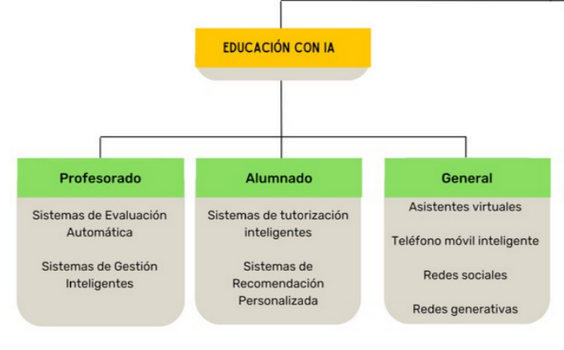 EDUCACIÓN CON IA
Profesorado
Sistemas de Evaluación
Automática
Sistemas de Gestión
Inteligentes
Alumnado
Sistemas de tutorización
inteligentes
Sistemas de
Recomendación
Personalizada
General
Asistentes virtuales
Teléfono móvil inteligente
Redes sociales
Redes generativas